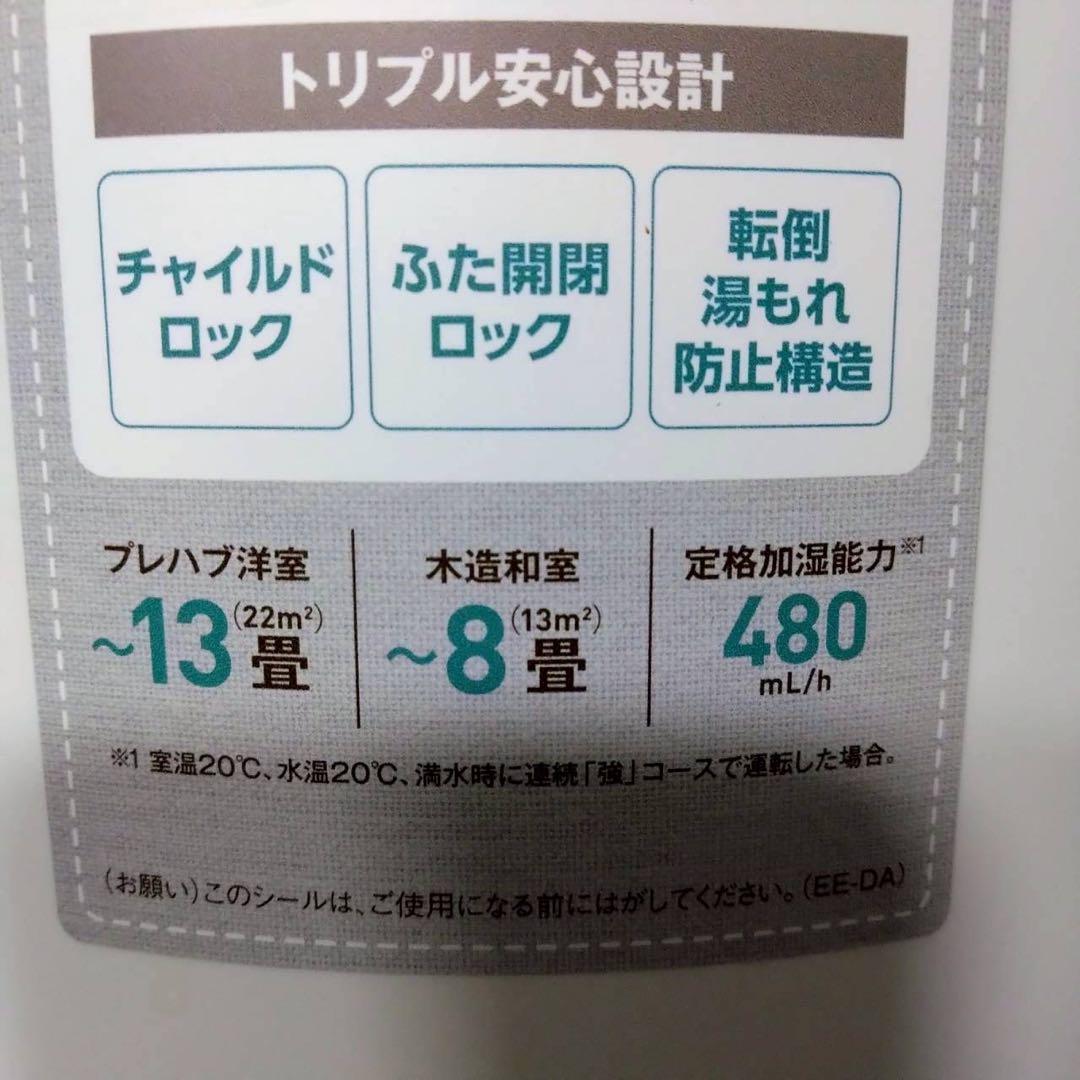 トリプル安心設計
チャイルド
ロック
ふた開閉
ロック
転倒
湯もれ
防止構造
プレハブ洋室
~13畳(22m²)
木造和室
~8畳(13m²)
定格加湿能力※1
480
mL/h
※1 室温20℃、水温20℃、満水時に連続「強」コースで運転した場合。
(お願い)このシールは、ご使用になる前にはがしてください。(EE-DA)